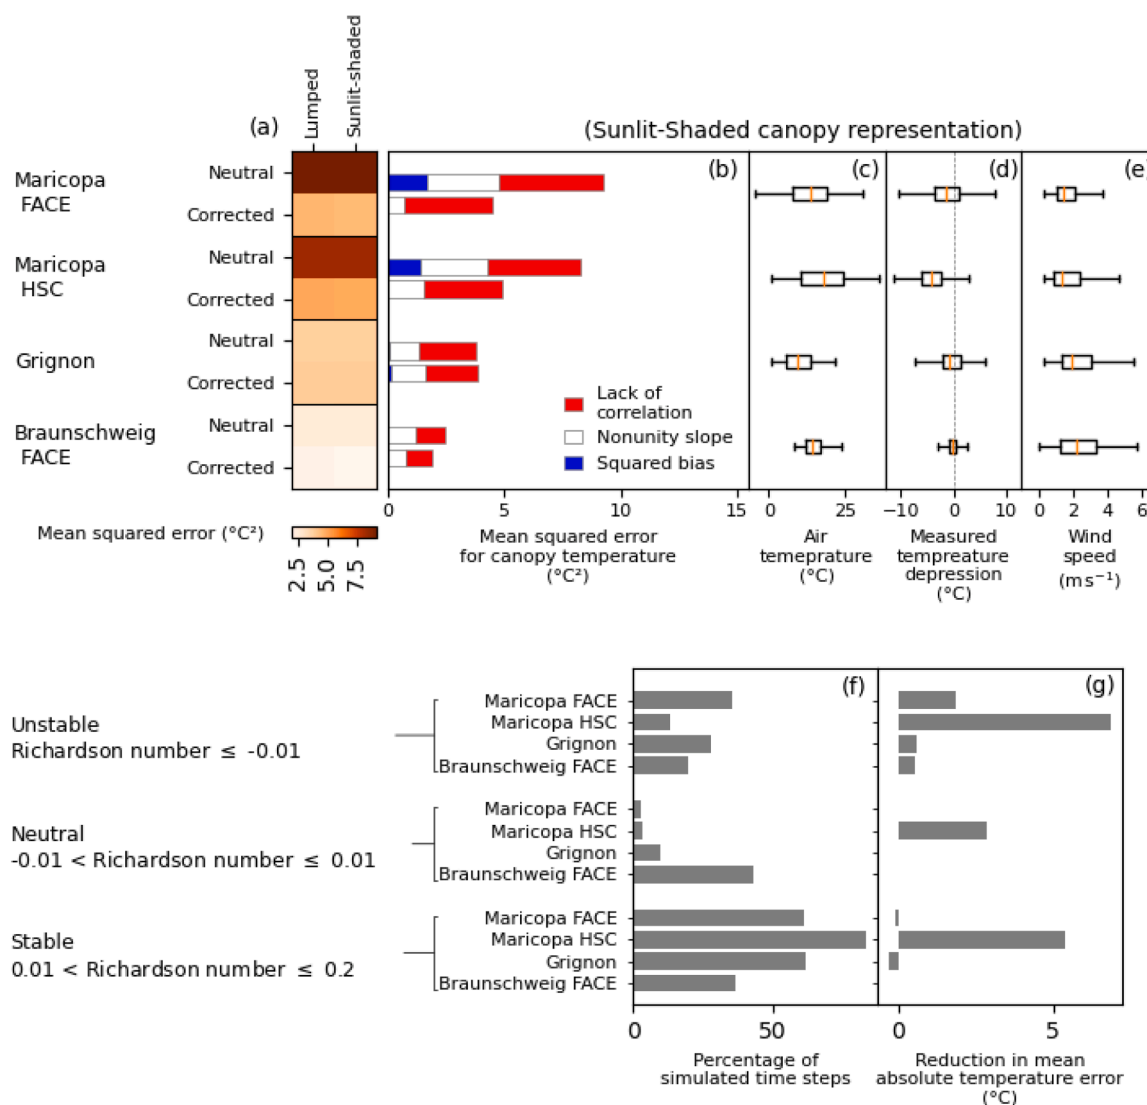 Lumped
Sunlit-shaded
(a)
(Sunlit-Shaded canopy representation)
Maricopa
FACE
Neutral
Corrected
Maricopa
HSC
Neutral
Corrected
Grignon
Neutral
Corrected
Braunschweig
FACE
Neutral
Corrected
(b)
(c)
(d)
(e)
Lack of
correlation
Nonunity slope
Squared bias
0 5 10 15
0 25
−10 0 10
0 2 4 6
Mean squared error (°C²)
2.5 5.0 7.5
Mean squared error
for canopy temperature
(°C²)
Air
temeprature
(°C)
Measured
tempreature
depression
(°C)
Wind
speed
(m s⁻¹)
(f)
(g)
Unstable
Richardson number ≤ -0.01
Maricopa FACE
Maricopa HSC
Grignon
Braunschweig FACE
Neutral
-0.01 < Richardson number ≤ 0.01
Maricopa FACE
Maricopa HSC
Grignon
Braunschweig FACE
Stable
0.01 < Richardson number ≤ 0.2
Maricopa FACE
Maricopa HSC
Grignon
Braunschweig FACE
0 50
0 5
Percentage of
simulated time steps
Reduction in mean
absolute temperature error
(°C)